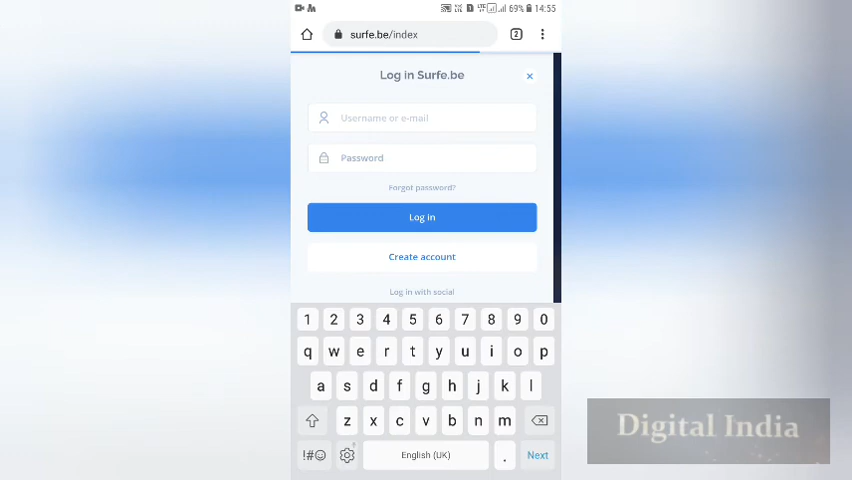 69% 14:55
surfe.be/index
2
Log in Surfe.be
Username or e-mail
Password
Forgot password?
Log in
Create account
Log in with social
1 2 3 4 5 6 7 8 9 0
q w e r t y u i o p
a s d f g h j k l
z x c v b n m
!#☺ English (UK) . Next
Digital India